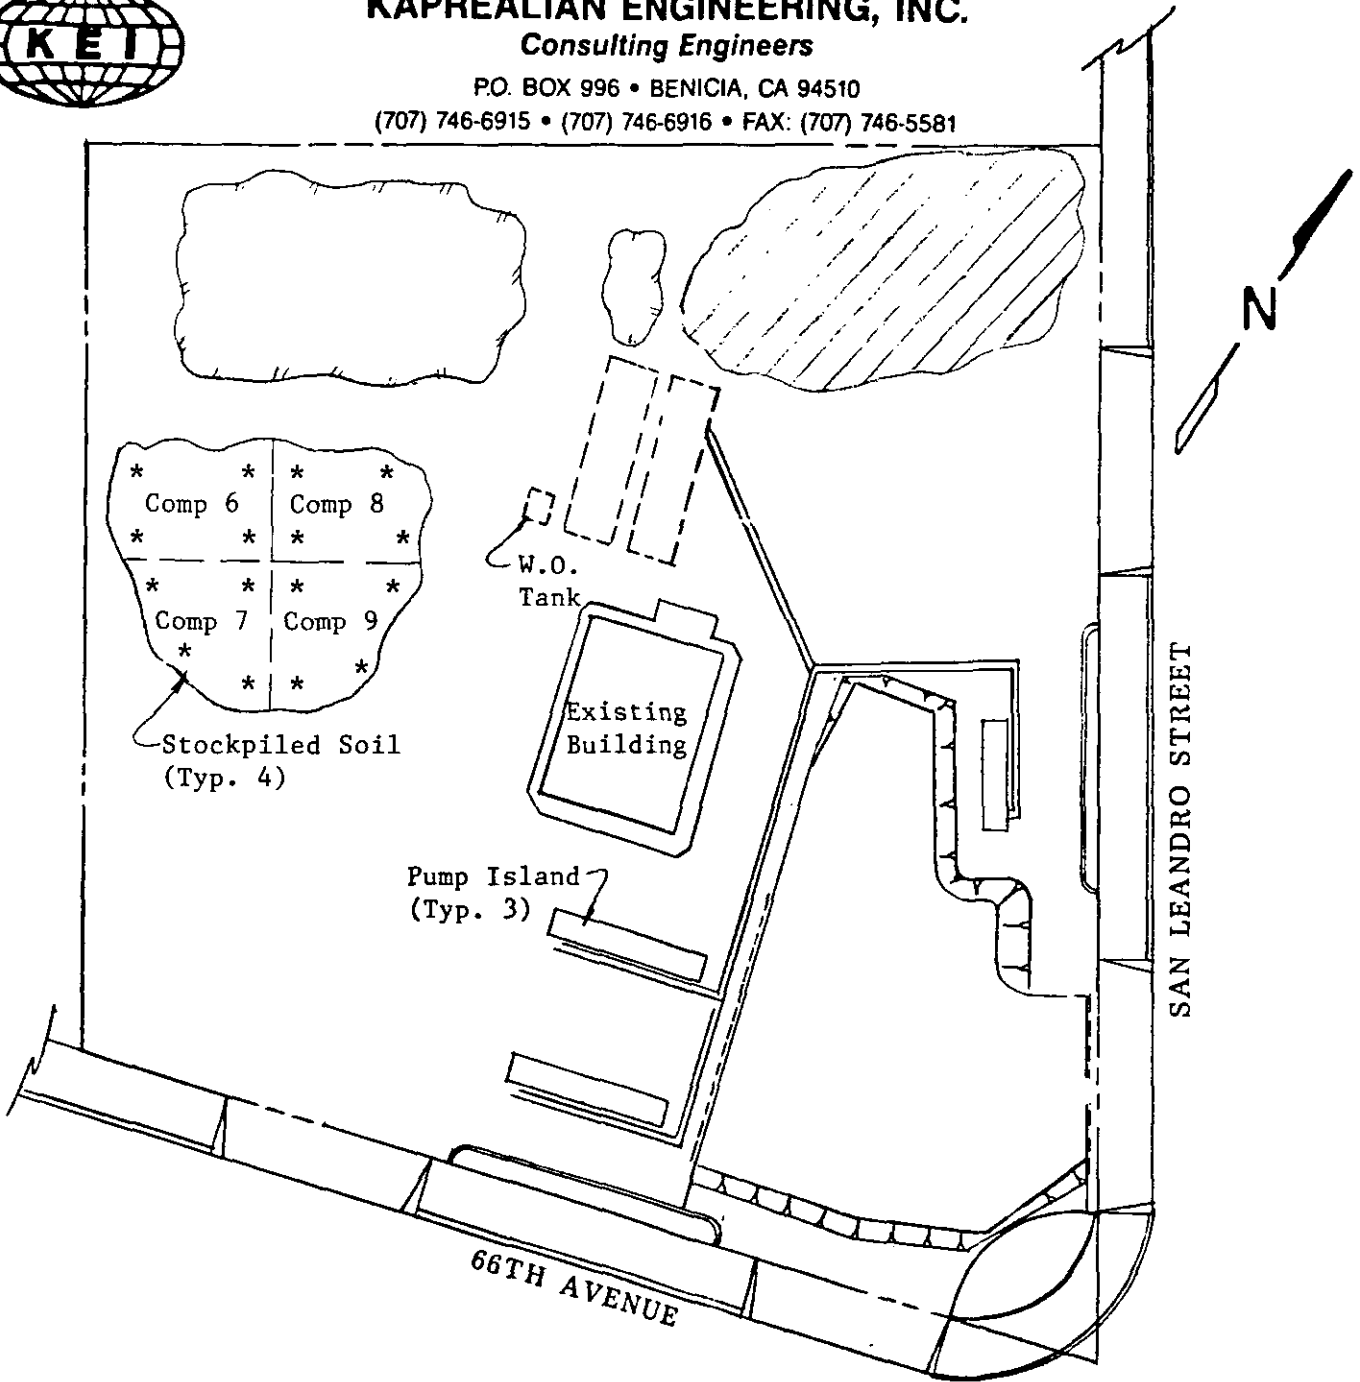 KAPREALIAN ENGINEERING, INC.
KEI
Consulting Engineers
P.O. BOX 996 • BENICIA, CA 94510
(707) 746-6915 • (707) 746-6916 • FAX: (707) 746-5581
N
* * * *
Comp 6 Comp 8
* * * *
W.O.
Tank
* * * *
Comp 7 Comp 9
* *
* *
Existing
Building
Stockpiled Soil
(Typ. 4)
SAN LEANDRO STREET
Pump Island
(Typ. 3)
66TH AVENUE